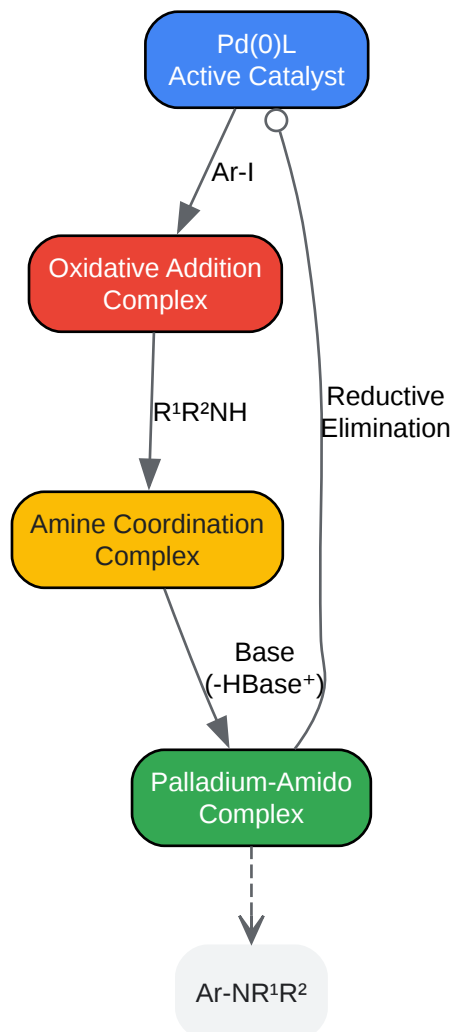 Pd(0)L
Active Catalyst
Ar-I
Oxidative Addition
Complex
R¹R²NH
Reductive
Elimination
Amine Coordination
Complex
Base
(-HBase⁺)
Palladium-Amido
Complex
Ar-NR¹R²